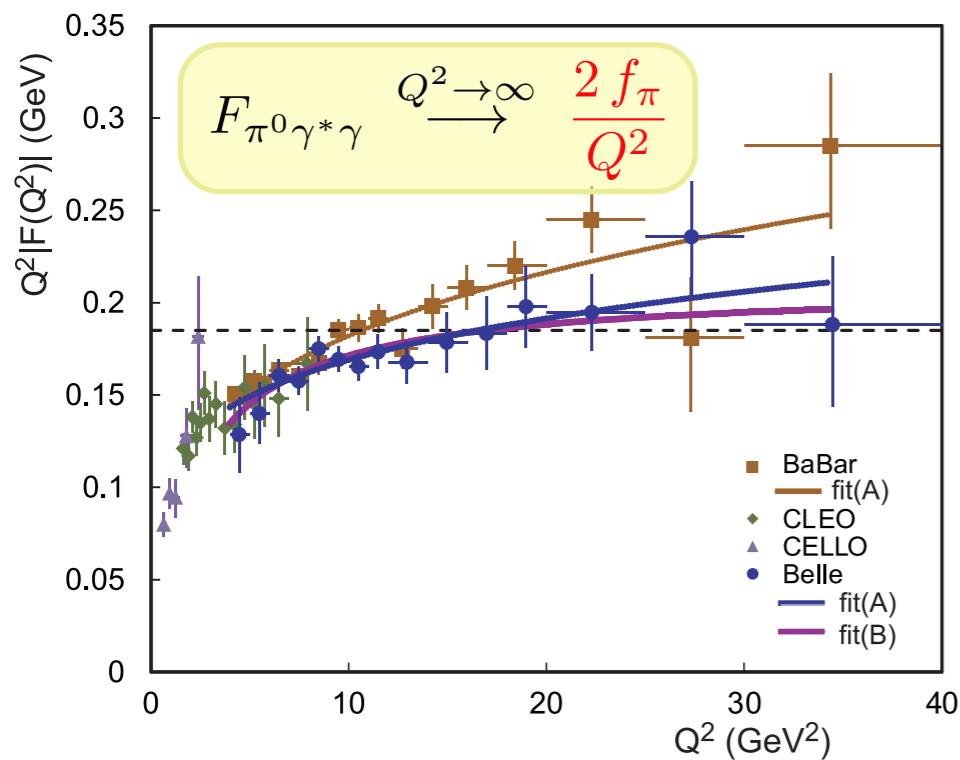 Q²|F(Q²)| (GeV)
0.35
0.3
0.25
0.2
0.15
0.1
0.05
0
F_{π⁰γ*γ} Q²→∞ ⟶ 2 f_π / Q²
BaBar
fit(A)
CLEO
CELLO
Belle
fit(A)
fit(B)
0 10 20 30 40
Q² (GeV²)